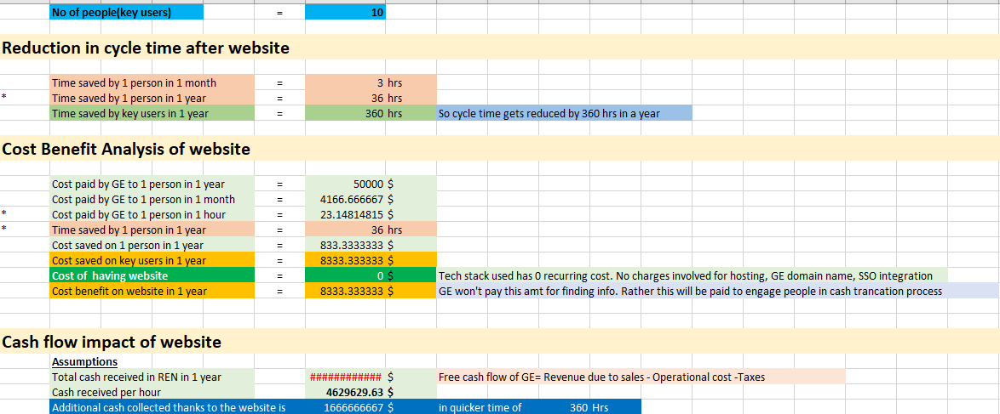 No of people(key users) = 10
Reduction in cycle time after website
Time saved by 1 person in 1 month = 3 hrs
* Time saved by 1 person in 1 year = 36 hrs
Time saved by key users in 1 year = 360 hrs So cycle time gets reduced by 360 hrs in a year
Cost Benefit Analysis of website
Cost paid by GE to 1 person in 1 year = 50000 $
Cost paid by GE to 1 person in 1 month = 4166.666667 $
* Cost paid by GE to 1 person in 1 hour = 23.14814815 $
* Time saved by 1 person in 1 year = 36 hrs
Cost saved on 1 person in 1 year = 833.3333333 $
Cost saved on key users in 1 year = 8333.333333 $
Cost of having website = 0 $ Tech stack used has 0 recurring cost. No charges involved for hosting, GE domain name, SSO integration
Cost benefit on website in 1 year = 8333.333333 $ GE won't pay this amt for finding info. Rather this will be paid to engage people in cash trancation process
Cash flow impact of website
Assumptions
Total cash received in REN in 1 year ############ $ Free cash flow of GE= Revenue due to sales - Operational cost -Taxes
Cash received per hour 4629629.63 $
Additional cash collected thanks to the website is 1666666667 $ in quicker time of 360 Hrs